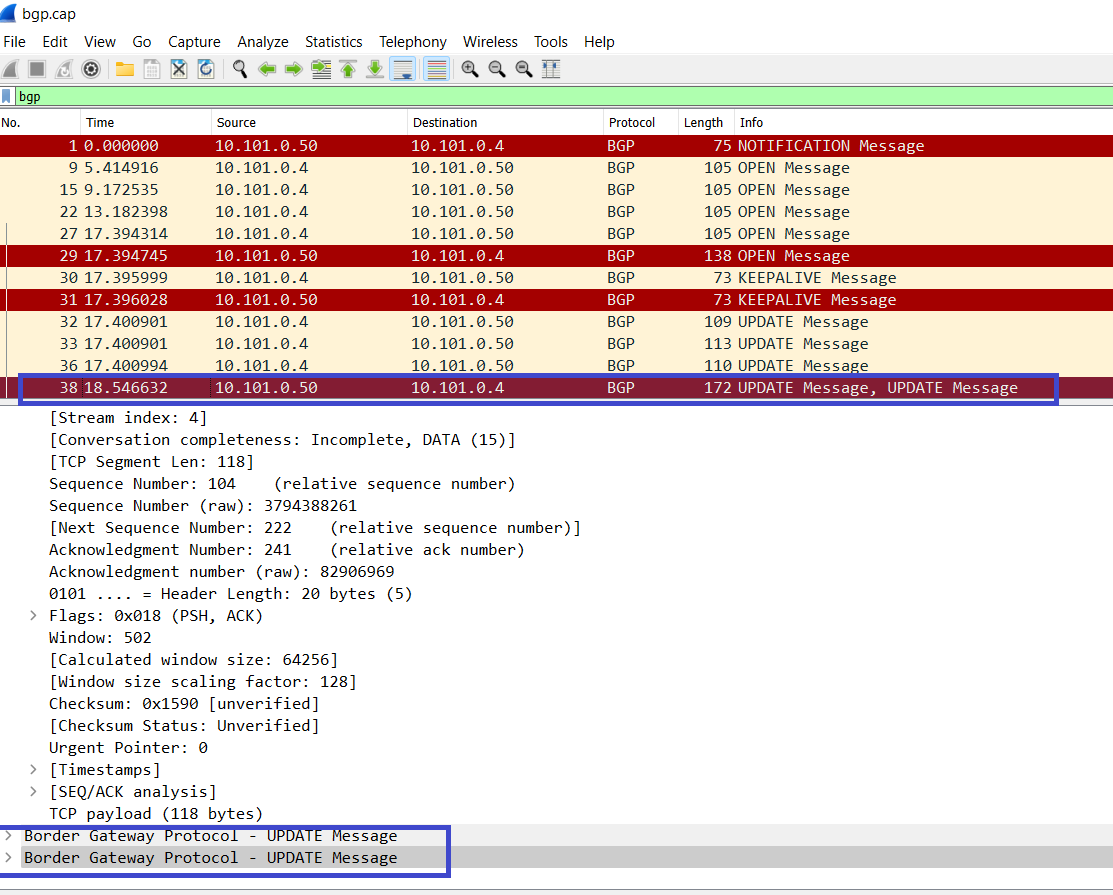 bgp.cap
File Edit View Go Capture Analyze Statistics Telephony Wireless Tools Help
bgp
No. Time Source Destination Protocol Length Info
1 0.000000 10.101.0.50 10.101.0.4 BGP 75 NOTIFICATION Message
9 5.414916 10.101.0.4 10.101.0.50 BGP 105 OPEN Message
15 9.172535 10.101.0.4 10.101.0.50 BGP 105 OPEN Message
22 13.182398 10.101.0.4 10.101.0.50 BGP 105 OPEN Message
27 17.394314 10.101.0.4 10.101.0.50 BGP 105 OPEN Message
29 17.394745 10.101.0.50 10.101.0.4 BGP 138 OPEN Message
30 17.395999 10.101.0.4 10.101.0.50 BGP 73 KEEPALIVE Message
31 17.396028 10.101.0.50 10.101.0.4 BGP 73 KEEPALIVE Message
32 17.400901 10.101.0.4 10.101.0.50 BGP 109 UPDATE Message
33 17.400901 10.101.0.4 10.101.0.50 BGP 113 UPDATE Message
36 17.400994 10.101.0.4 10.101.0.50 BGP 110 UPDATE Message
38 18.546632 10.101.0.50 10.101.0.4 BGP 172 UPDATE Message, UPDATE Message
[Stream index: 4]
[Conversation completeness: Incomplete, DATA (15)]
[TCP Segment Len: 118]
Sequence Number: 104 (relative sequence number)
Sequence Number (raw): 3794388261
[Next Sequence Number: 222 (relative sequence number)]
Acknowledgment Number: 241 (relative ack number)
Acknowledgment number (raw): 82906969
0101 .... = Header Length: 20 bytes (5)
Flags: 0x018 (PSH, ACK)
Window: 502
[Calculated window size: 64256]
[Window size scaling factor: 128]
Checksum: 0x1590 [unverified]
[Checksum Status: Unverified]
Urgent Pointer: 0
[Timestamps]
[SEQ/ACK analysis]
TCP payload (118 bytes)
Border Gateway Protocol - UPDATE Message
Border Gateway Protocol - UPDATE Message